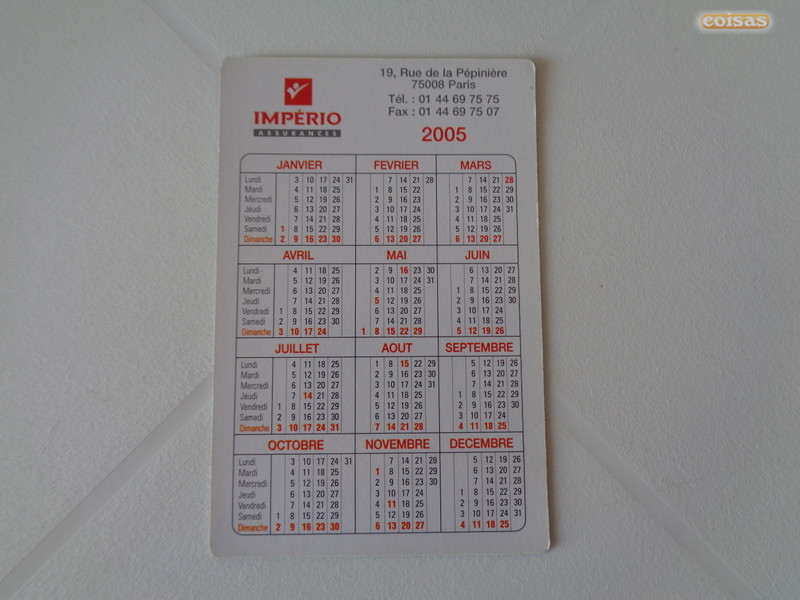 coisas
19, Rue de la Pépinière
75008 Paris
Tél. : 01 44 69 75 75
Fax : 01 44 69 75 07
IMPÉRIO
ASSURANCES
2005
JANVIER FEVRIER MARS
Lundi 3 10 17 24 31 7 14 21 28 7 14 21 28
Mardi 4 11 18 25 1 8 15 22 1 8 15 22 29
Mercredi 5 12 19 26 2 9 16 23 2 9 16 23 30
Jeudi 6 13 20 27 3 10 17 24 3 10 17 24 31
Vendredi 7 14 21 28 4 11 18 25 4 11 18 25
Samedi 1 8 15 22 29 5 12 19 26 5 12 19 26
Dimanche 2 9 16 23 30 6 13 20 27 6 13 20 27
AVRIL MAI JUIN
Lundi 4 11 18 25 2 9 16 23 30 6 13 20 27
Mardi 5 12 19 26 3 10 17 24 31 7 14 21 28
Mercredi 6 13 20 27 4 11 18 25 1 8 15 22 29
Jeudi 7 14 21 28 5 12 19 26 2 9 16 23 30
Vendredi 1 8 15 22 29 6 13 20 27 3 10 17 24
Samedi 2 9 16 23 30 7 14 21 28 4 11 18 25
Dimanche 3 10 17 24 1 8 15 22 29 5 12 19 26
JUILLET AOUT SEPTEMBRE
Lundi 4 11 18 25 1 8 15 22 29 5 12 19 26
Mardi 5 12 19 26 2 9 16 23 30 6 13 20 27
Mercredi 6 13 20 27 3 10 17 24 31 7 14 21 28
Jeudi 7 14 21 28 4 11 18 25 1 8 15 22 29
Vendredi 1 8 15 22 29 5 12 19 26 2 9 16 23 30
Samedi 2 9 16 23 30 6 13 20 27 3 10 17 24
Dimanche 3 10 17 24 31 7 14 21 28 4 11 18 25
OCTOBRE NOVEMBRE DECEMBRE
Lundi 3 10 17 24 31 7 14 21 28 5 12 19 26
Mardi 4 11 18 25 1 8 15 22 29 6 13 20 27
Mercredi 5 12 19 26 2 9 16 23 30 7 14 21 28
Jeudi 6 13 20 27 3 10 17 24 1 8 15 22 29
Vendredi 7 14 21 28 4 11 18 25 2 9 16 23 30
Samedi 1 8 15 22 29 5 12 19 26 3 10 17 24 31
Dimanche 2 9 16 23 30 6 13 20 27 4 11 18 25